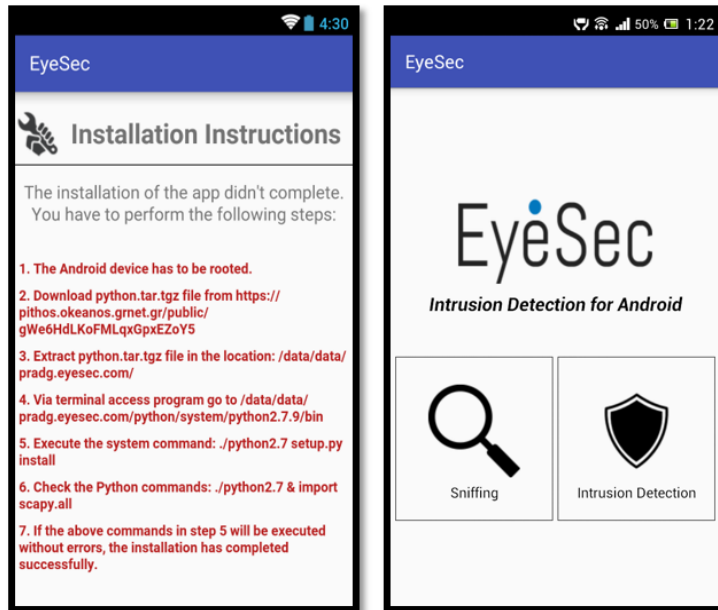 4:30
EyeSec
Installation Instructions
The installation of the app didn't complete.
You have to perform the following steps:
1. The Android device has to be rooted.
2. Download python.tar.tgz file from https://
pithos.okeanos.grnet.gr/public/
gWe6HdLKoFMLqxGpxEZoY5
3. Extract python.tar.tgz file in the location: /data/data/
pradg.eyesec.com/
4. Via terminal access program go to /data/data/
pradg.eyesec.com/python/system/python2.7.9/bin
5. Execute the system command: ./python2.7 setup.py
install
6. Check the Python commands: ./python2.7 & import
scapy.all
7. If the above commands in step 5 will be executed
without errors, the installation has completed
successfully.
50% 1:22
EyeSec
EyeSec
Intrusion Detection for Android
Sniffing
Intrusion Detection